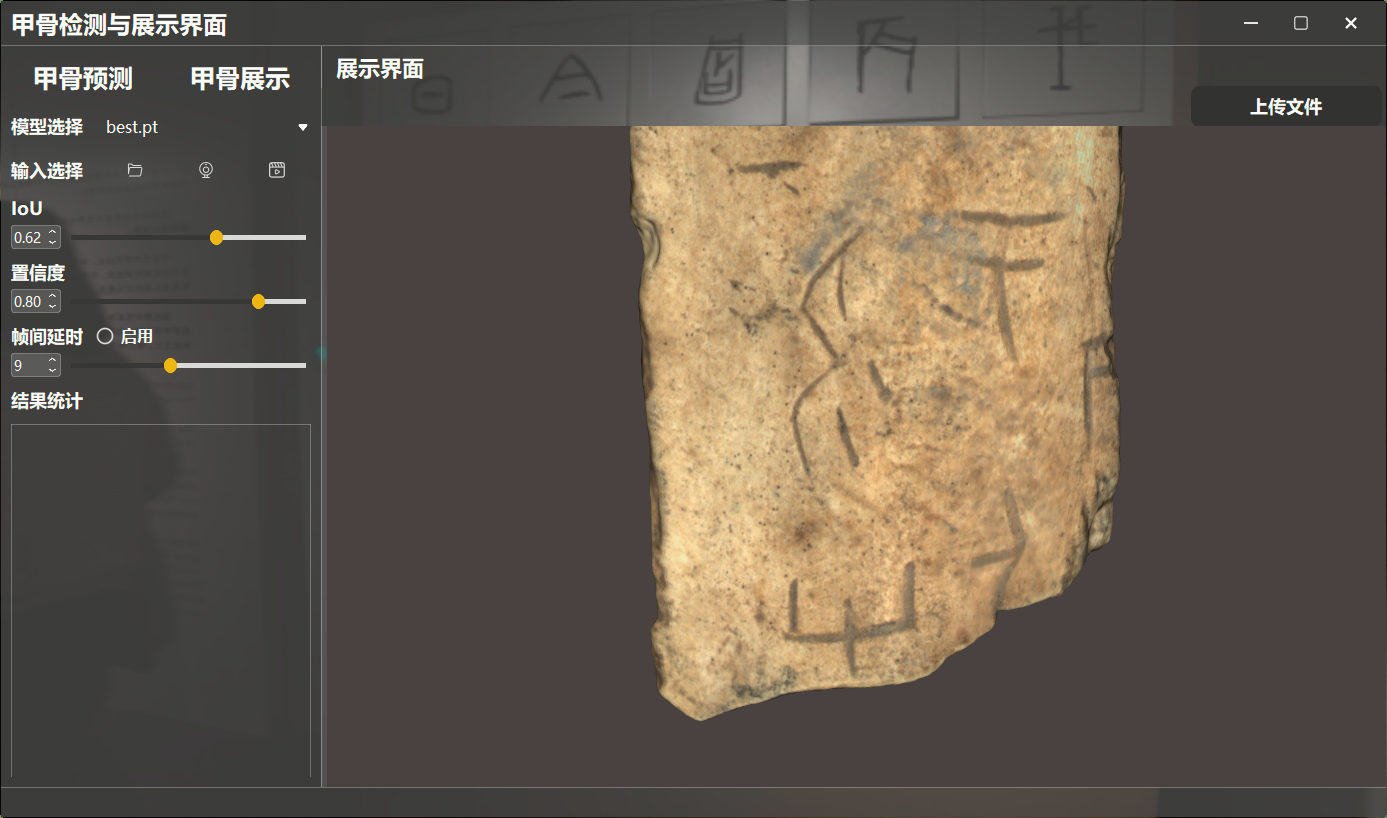 甲骨检测与展示界面
甲骨预测 甲骨展示
模型选择 best.pt
输入选择
IoU
0.62
置信度
0.80
帧间延时 启用
9
结果统计
展示界面
上传文件